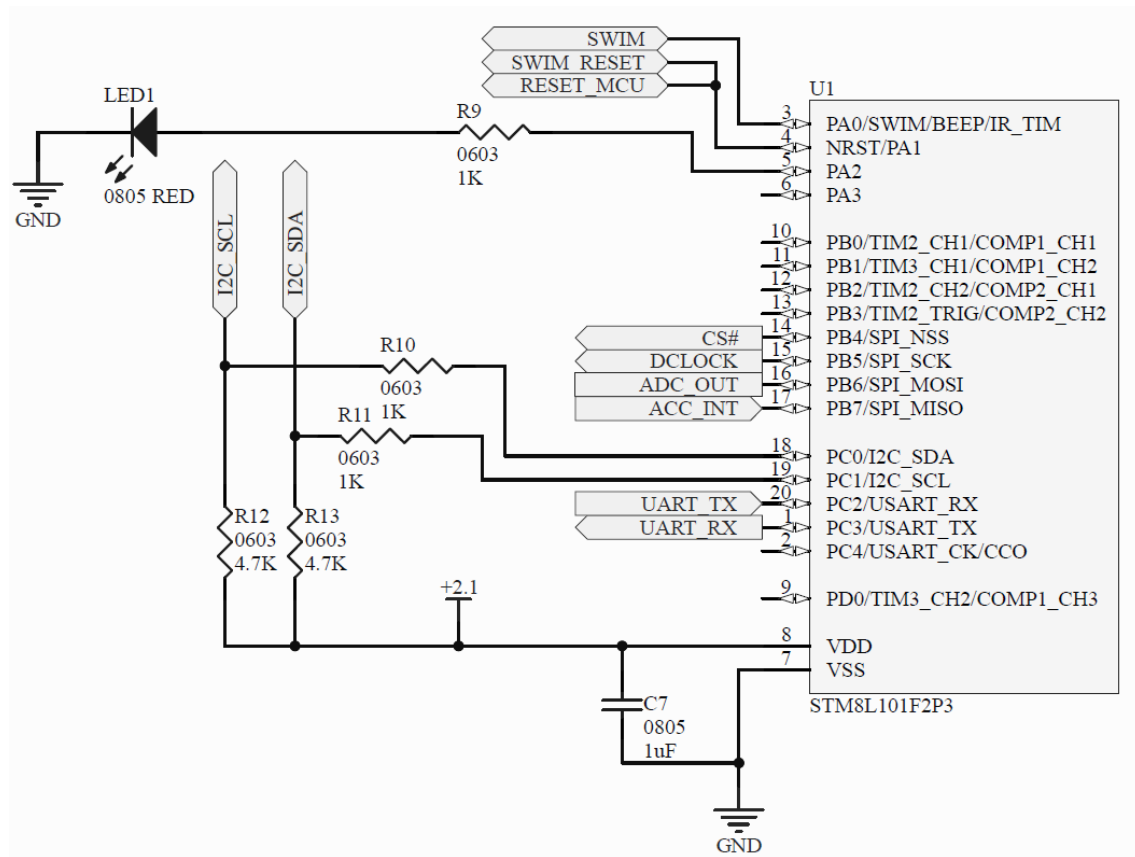 SWIM
SWIM_RESET
RESET_MCU
U1
LED1
R9
0603
1K
0805 RED
GND
I2C_SCL
I2C_SDA
3 PA0/SWIM/BEEP/IR_TIM
4 NRST/PA1
5 PA2
6 PA3
10 PB0/TIM2_CH1/COMP1_CH1
11 PB1/TIM3_CH1/COMP1_CH2
12 PB2/TIM2_CH2/COMP2_CH1
13 PB3/TIM2_TRIG/COMP2_CH2
CS# 14 PB4/SPI_NSS
DCLOCK 15 PB5/SPI_SCK
ADC_OUT 16 PB6/SPI_MOSI
ACC_INT 17 PB7/SPI_MISO
R10
0603
1K
R11
0603
1K
18 PC0/I2C_SDA
19 PC1/I2C_SCL
UART_TX 20 PC2/USART_RX
UART_RX 1 PC3/USART_TX
2 PC4/USART_CK/CCO
R12
0603
4.7K
R13
0603
4.7K
+2.1
9 PD0/TIM3_CH2/COMP1_CH3
8 VDD
7 VSS
C7
0805
1uF
STM8L101F2P3
GND